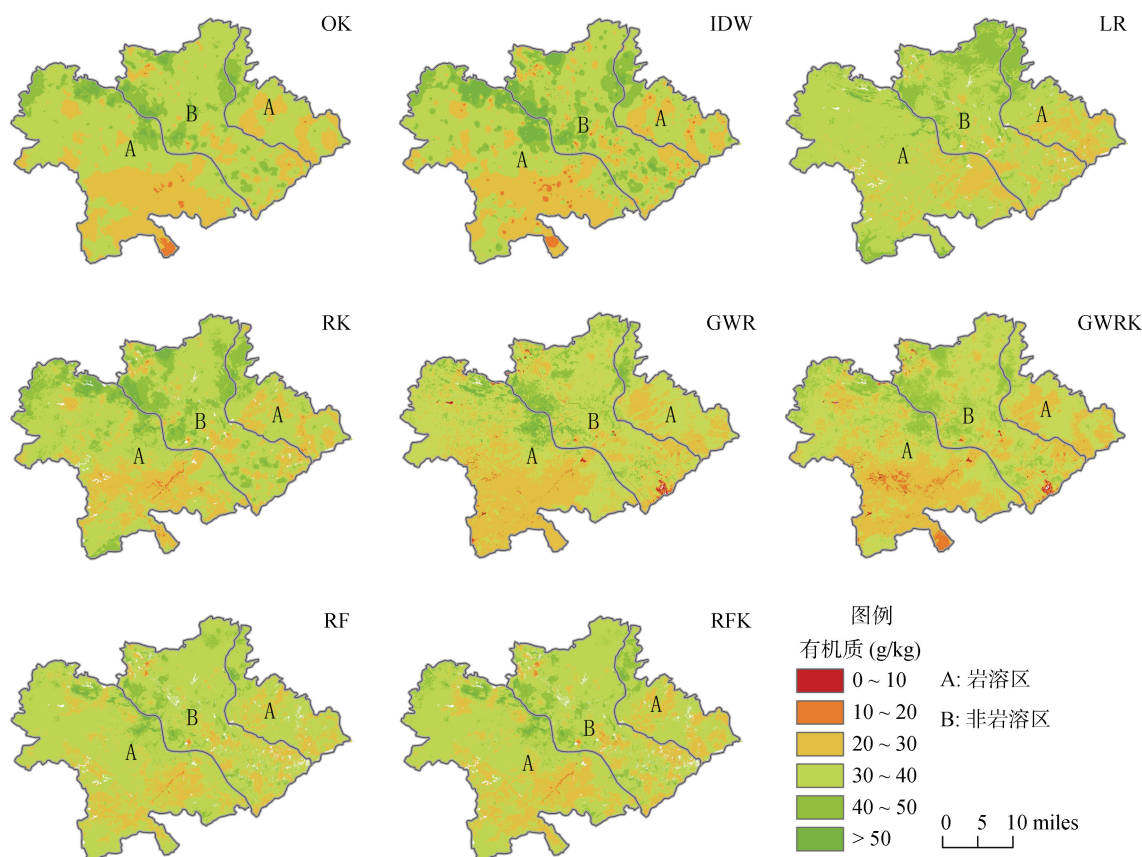 OK
IDW
LR
B
A
A
B
A
A
B
A
A
RK
GWR
GWRK
B
A
A
B
A
A
B
A
A
RF
RFK
B
A
A
B
A
A
图例
有机质 (g/kg)
0 ~ 10
10 ~ 20
20 ~ 30
30 ~ 40
40 ~ 50
> 50
A: 岩溶区
B: 非岩溶区
0 5 10 miles